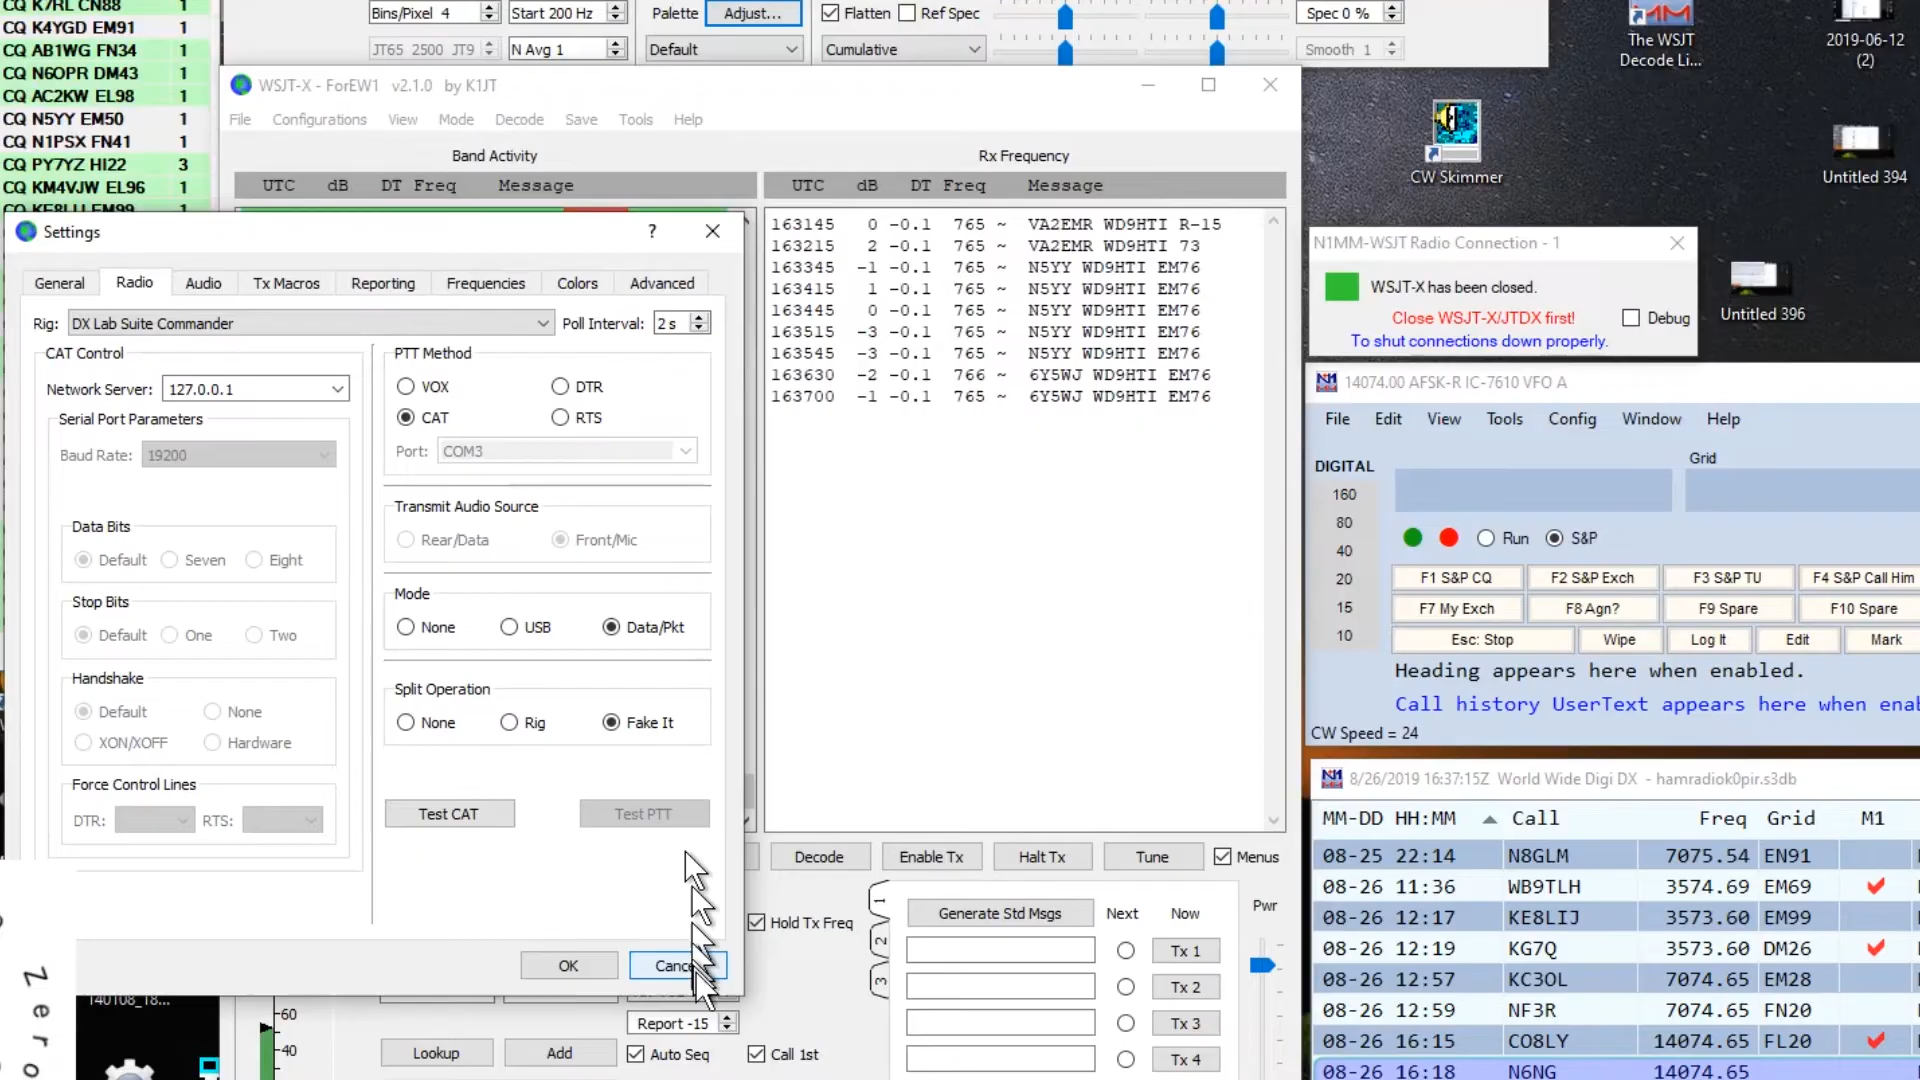 CQ K7RL CN88 1
CQ K4YGD EM91 1
CQ AB1WG FN34 1
CQ N6OPR DM43 1
CQ AC2KW EL98 1
CQ N5YY EM50 1
CQ N1PSX FN41 1
CQ PY7YZ HI22 3
CQ KM4VJW EL96 1
CQ KE8LIJ EM99 1
Bins/Pixel 4 Start 200 Hz Palette Adjust... Flatten Ref Spec Spec 0 %
JT65 2500 JT9 N Avg 1 Default Cumulative Smooth 1
WSJT-X - ForEW1 v2.1.0 by K1JT
File Configurations View Mode Decode Save Tools Help
Band Activity
UTC dB DT Freq Message
Rx Frequency
UTC dB DT Freq Message
163145 0 -0.1 765 ~ VA2EMR WD9HTI R-15
163215 2 -0.1 765 ~ VA2EMR WD9HTI 73
163345 -1 -0.1 765 ~ N5YY WD9HTI EM76
163415 1 -0.1 765 ~ N5YY WD9HTI EM76
163445 0 -0.1 765 ~ N5YY WD9HTI EM76
163515 -3 -0.1 765 ~ N5YY WD9HTI EM76
163545 -3 -0.1 765 ~ N5YY WD9HTI EM76
163630 -2 -0.1 766 ~ 6Y5WJ WD9HTI EM76
163700 -1 -0.1 765 ~ 6Y5WJ WD9HTI EM76
Settings ?
General Radio Audio Tx Macros Reporting Frequencies Colors Advanced
Rig: DX Lab Suite Commander Poll Interval: 2 s
CAT Control
Network Server: 127.0.0.1
Serial Port Parameters
Baud Rate: 19200
Data Bits
Default Seven Eight
Stop Bits
Default One Two
Handshake
Default None
XON/XOFF Hardware
Force Control Lines
DTR: RTS:
PTT Method
VOX DTR
CAT RTS
Port: COM3
Transmit Audio Source
Rear/Data Front/Mic
Mode
None USB Data/Pkt
Split Operation
None Rig Fake It
Test CAT Test PTT
OK Cance
Decode Enable Tx Halt Tx Tune Menus
Hold Tx Freq
Generate Std Msgs Next Now Pwr
1
2
3
Tx 1
Tx 2
Tx 3
Tx 4
Report -15
Lookup Add Auto Seq Call 1st
-60
-40
140108_18...
Zero
The WSJT
Decode Li...
2019-06-12
(2)
CW Skimmer
Untitled 394
Untitled 396
N1MM-WSJT Radio Connection - 1
WSJT-X has been closed.
Close WSJT-X/JTDX first! Debug
To shut connections down properly.
14074.00 AFSK-R IC-7610 VFO A
File Edit View Tools Config Window Help
DIGITAL Grid
160
80
40
20
15
10
Run S&P
F1 S&P CQ F2 S&P Exch F3 S&P TU F4 S&P Call Him
F7 My Exch F8 Agn? F9 Spare F10 Spare
Esc: Stop Wipe Log It Edit Mark
Heading appears here when enabled.
Call history UserText appears here when enab
CW Speed = 24
8/26/2019 16:37:15Z World Wide Digi DX - hamradiok0pir.s3db
MM-DD HH:MM Call Freq Grid M1
08-25 22:14 N8GLM 7075.54 EN91
08-26 11:36 WB9TLH 3574.69 EM69
08-26 12:17 KE8LIJ 3573.60 EM99
08-26 12:19 KG7Q 3573.60 DM26
08-26 12:57 KC3OL 7074.65 EM28
08-26 12:59 NF3R 7074.65 FN20
08-26 16:15 CO8LY 14074.65 FL20
08-26 16:18 N6NG 14074.65